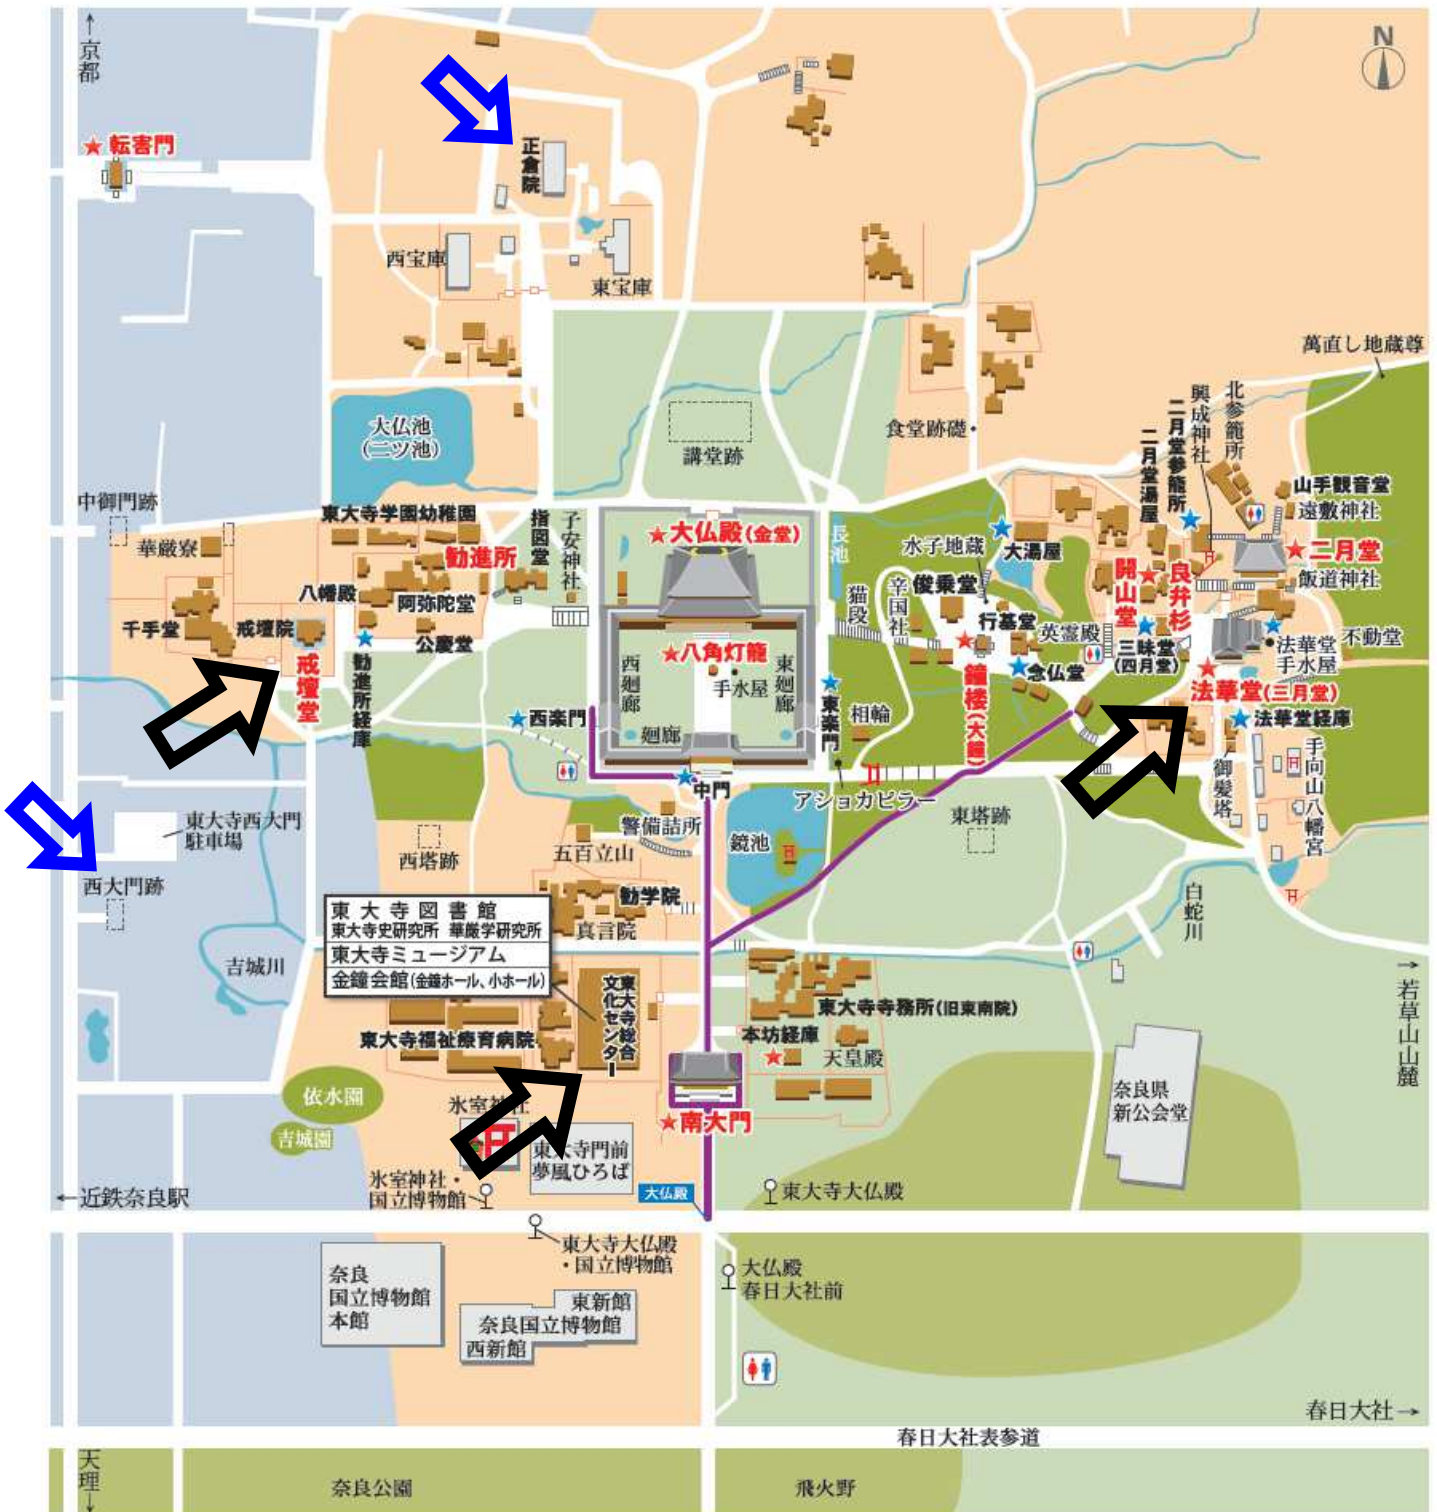 ↑京都
N
★転害門
正倉院
西宝庫
東宝庫
萬直し地蔵尊
大仏池
(二ツ池)
講堂跡
食堂跡礎・
二月堂湯屋
二月堂参籠所
興成神社
北参籠所
中御門跡
東大寺学園幼稚園
指図堂
子安神社
★大仏殿(金堂)
長池
水子地蔵
大湯屋
山手観音堂
遠敷神社
華厳寮
勧進所
★二月堂
飯道神社
八幡殿
阿弥陀堂
猫段
辛国社
俊乗堂
開山堂
良弁杉
千手堂
戒壇院
公慶堂
行基堂
英霊殿
三昧堂
(四月堂)
法華堂
手水屋
不動堂
戒壇堂
勧進所経庫
★八角灯籠
西廻廊
東廻廊
手水屋
廻廊
念仏堂
鐘楼(大鐘)
法華堂(三月堂)
法華堂経庫
西楽門
東楽門
相輪
中門
アショカピラー
御髪塔
手向山八幡宮
東大寺西大門
駐車場
西塔跡
警備詰所
五百立山
鏡池
東塔跡
西大門跡
勧学院
真言院
白蛇川
東大寺図書館
東大寺史研究所 華厳学研究所
東大寺ミュージアム
金鐘会館(金鐘ホール、小ホール)
吉城川
東大寺総合
文化センター
東大寺寺務所(旧東南院)
本坊経庫
天皇殿
→若草山山麓
東大寺福祉療育病院
依水園
吉城園
氷室神社
★南大門
奈良県
新公会堂
東大寺門前
夢風ひろば
←近鉄奈良駅
氷室神社・
国立博物館
大仏殿
東大寺大仏殿
東大寺大仏殿
・国立博物館
大仏殿
春日大社前
奈良
国立博物館
本館
東新館
奈良国立博物館
西新館
春日大社→
春日大社表参道
天理→
奈良公園
飛火野